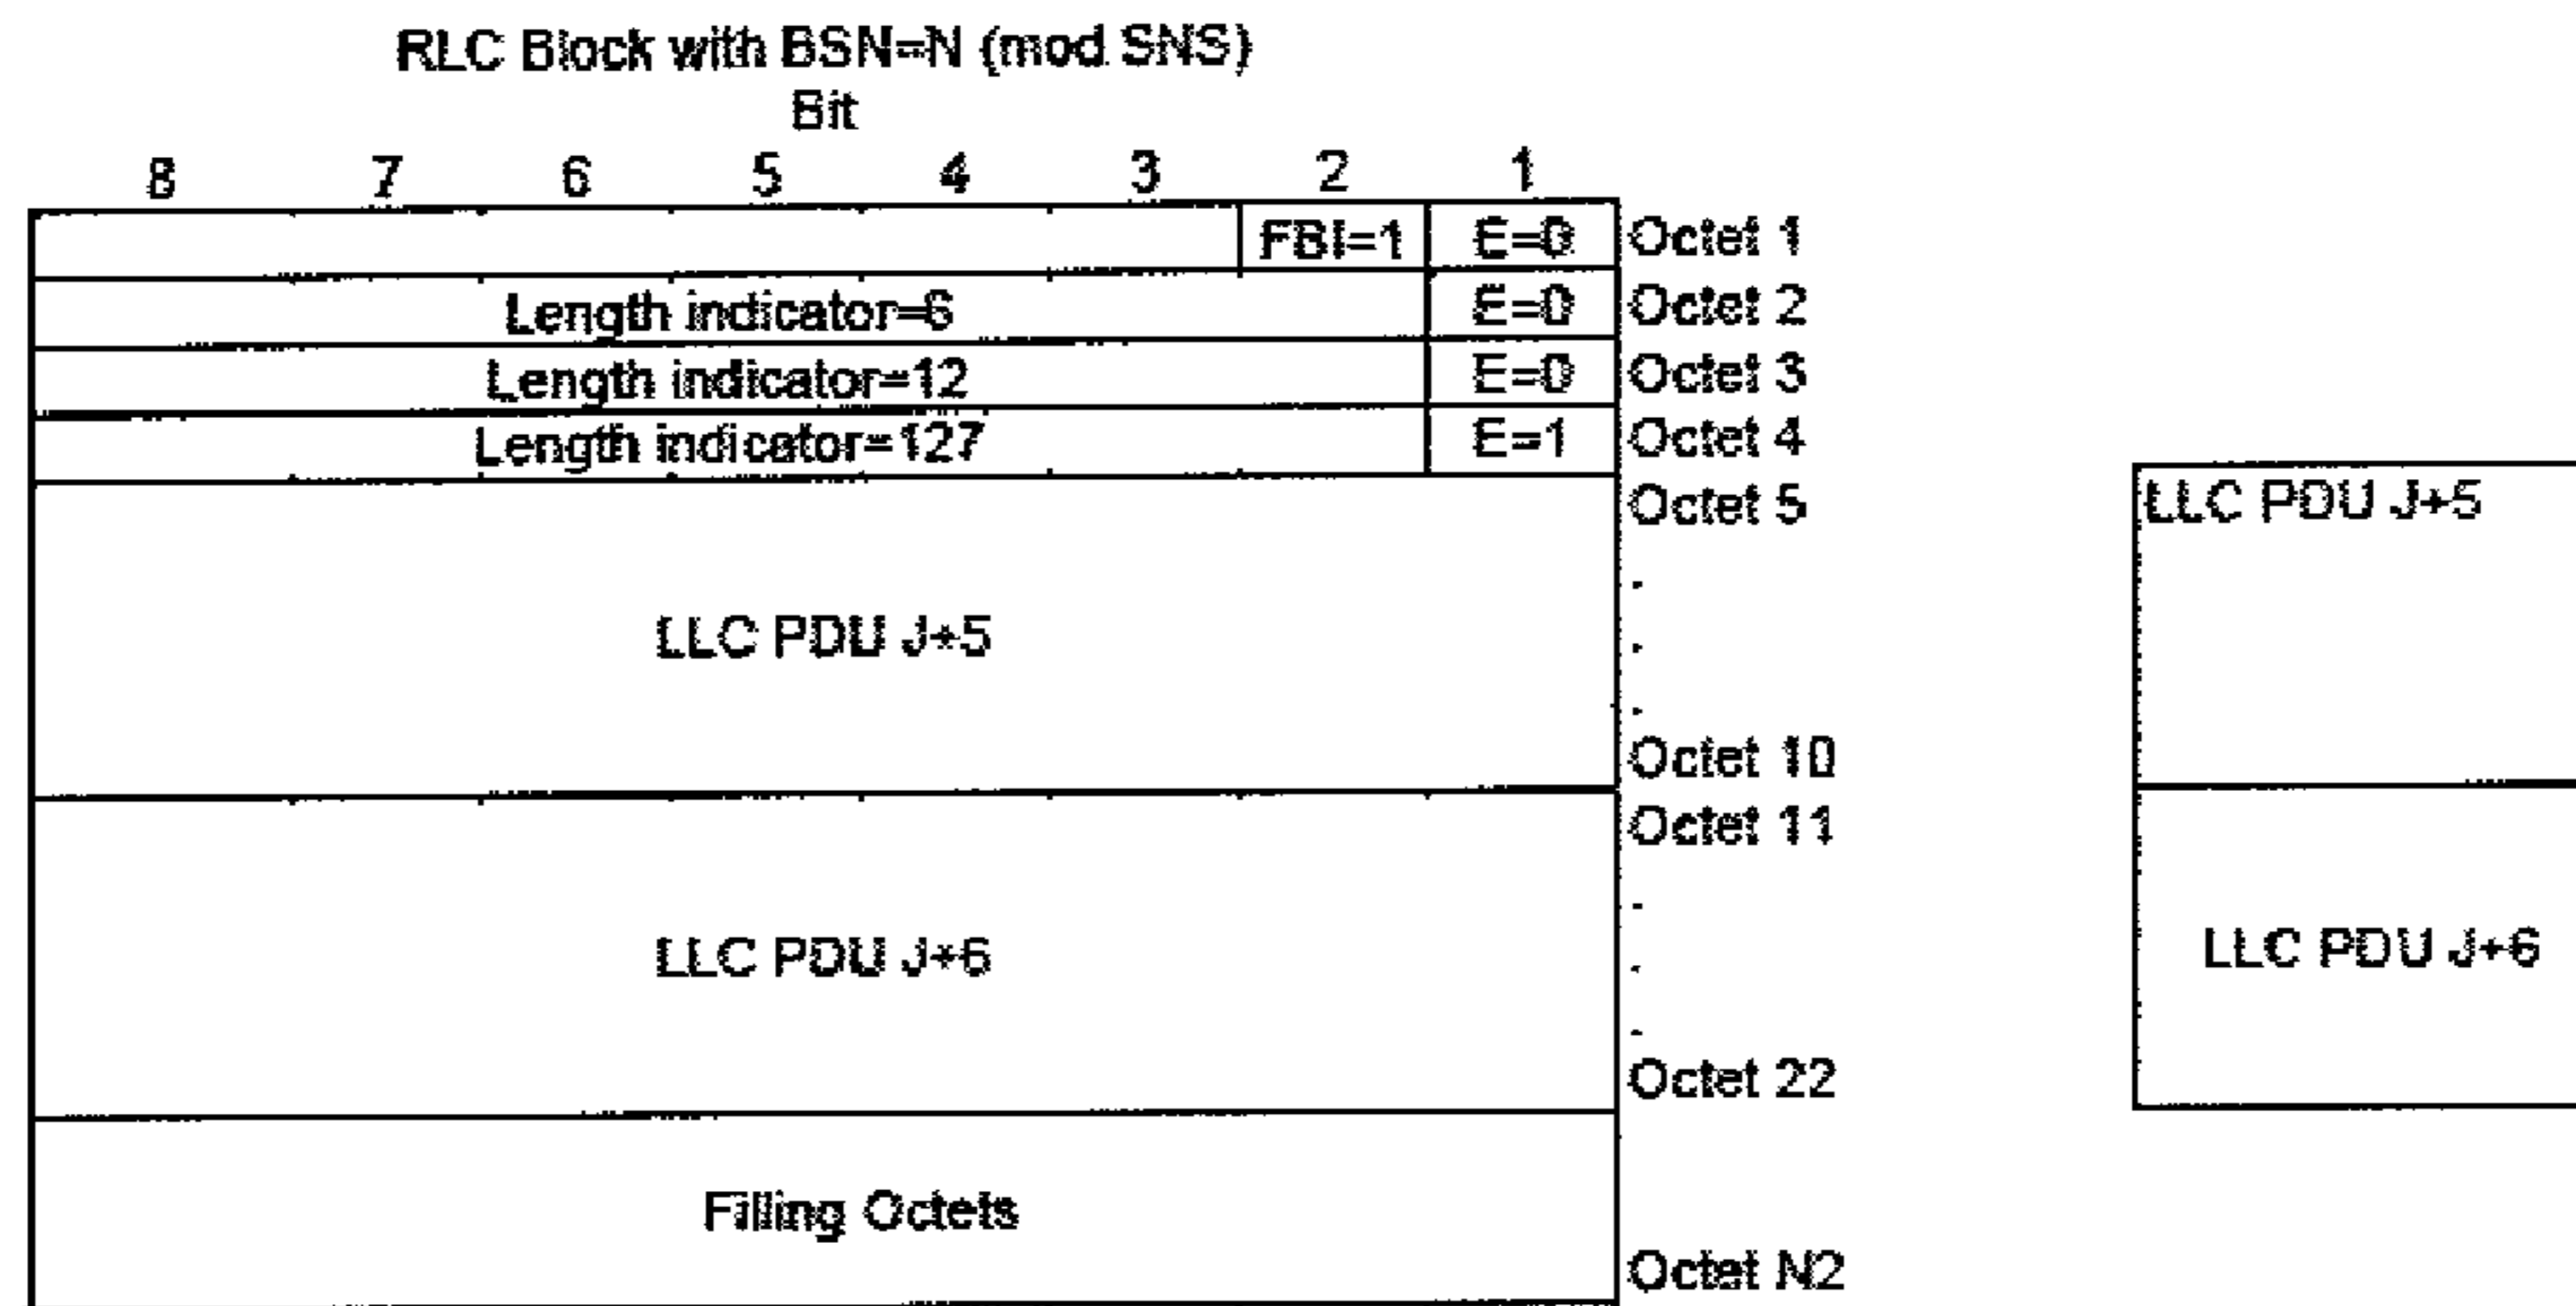 RLC Block with BSN=N (mod SNS)
Bit
8 7 6 5 4 3 2 1
FBI=1 E=0 Octet 1
Length indicator=6 E=0 Octet 2
Length indicator=12 E=0 Octet 3
Length indicator=127 E=1 Octet 4
Octet 5
LLC PDU J+5
LLC PDU J+5
Octet 10
Octet 11
LLC PDU J+6
LLC PDU J+6
Octet 22
Filling Octets
Octet N2